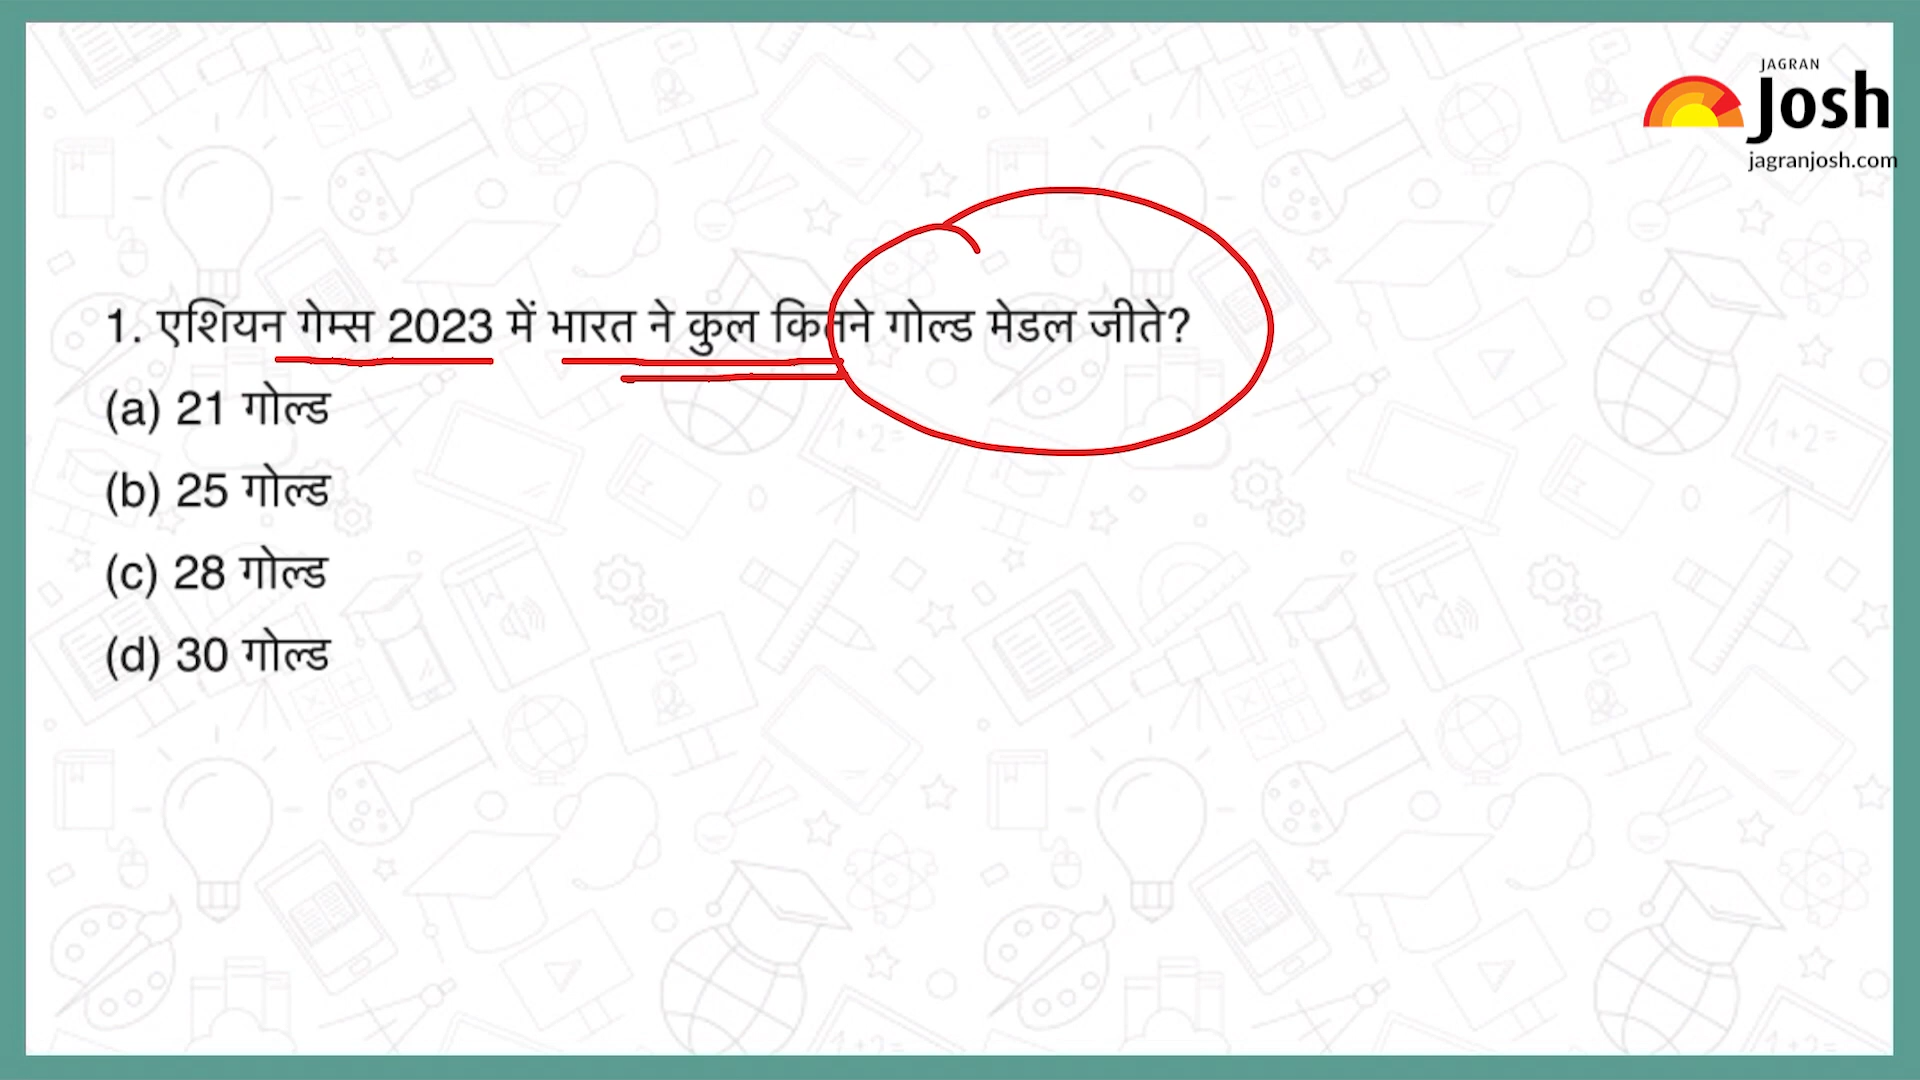 JAGRAN
Josh
jagranjosh.com
1. एशियन गेम्स 2023 में भारत ने कुल कितने गोल्ड मेडल जीते?
(a) 21 गोल्ड
(b) 25 गोल्ड
(c) 28 गोल्ड
(d) 30 गोल्ड